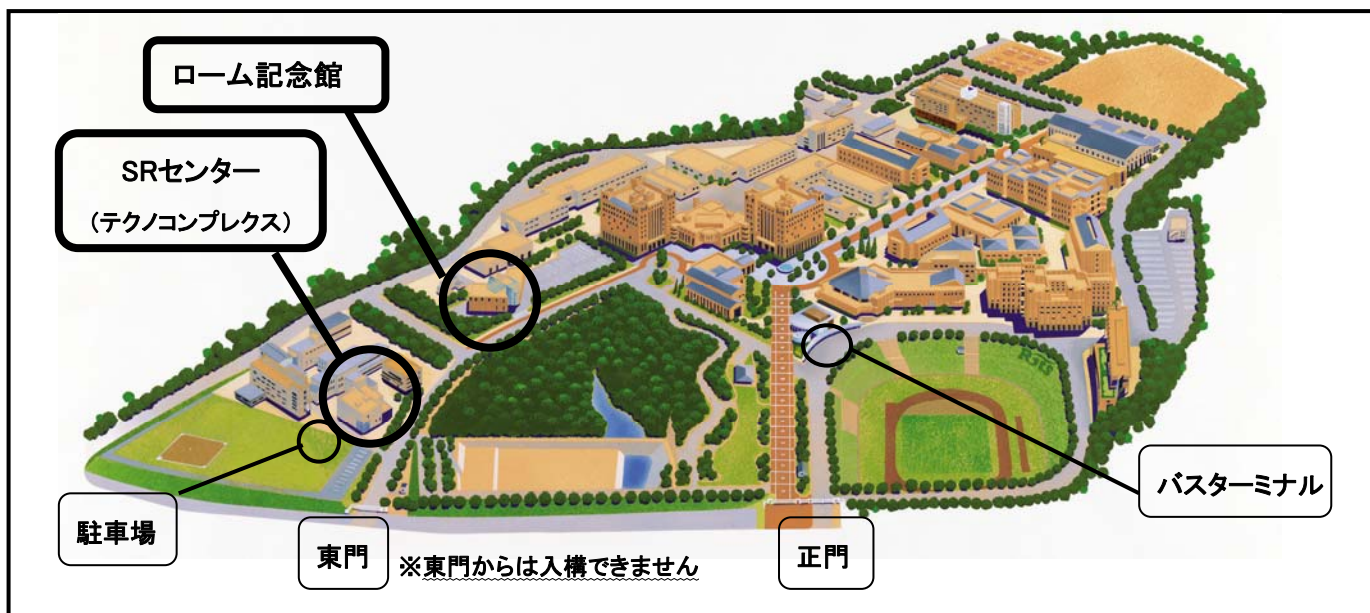 ローム記念館
SRセンター
(テクノコンプレクス)
バスターミナル
駐車場
東門
※東門からは入構できません
正門